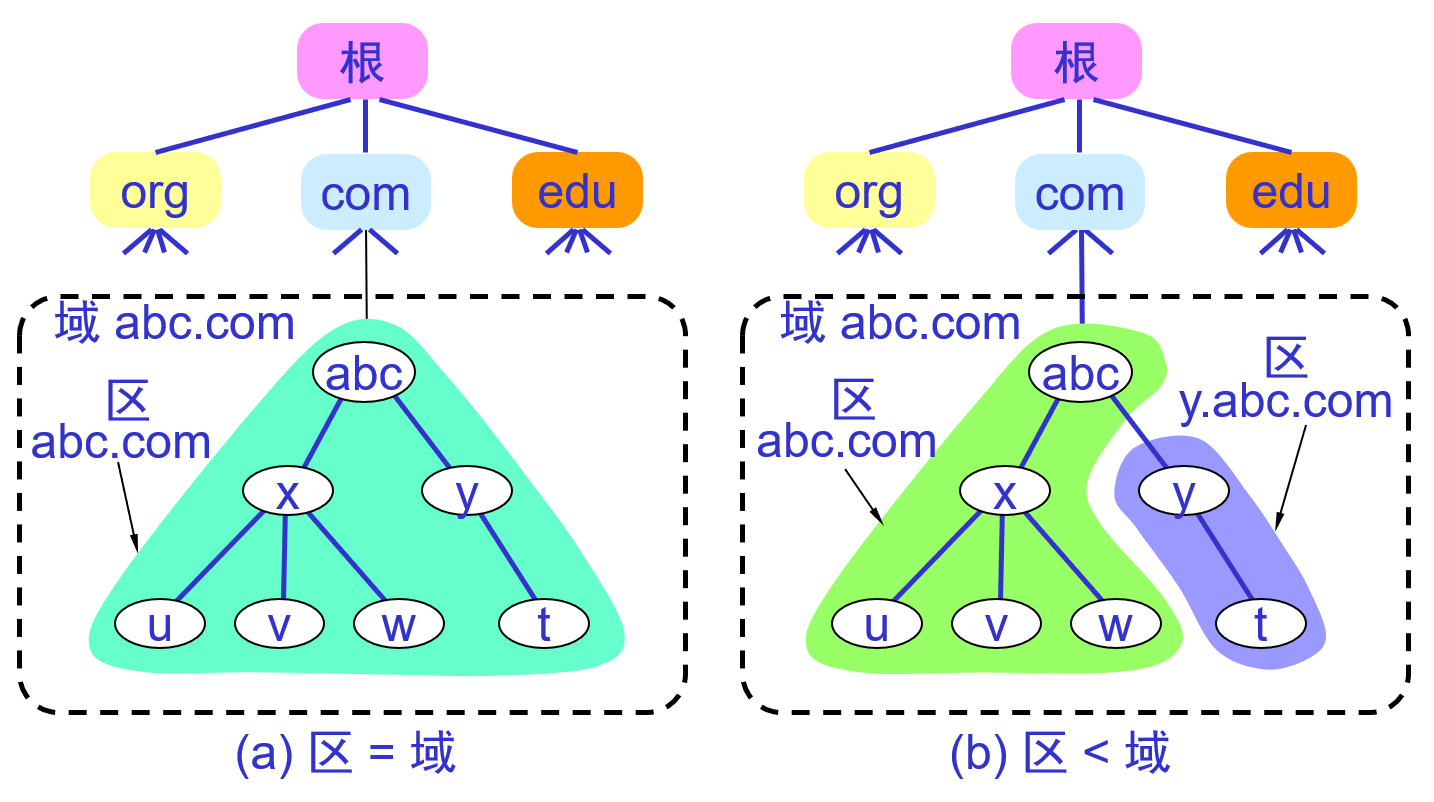 根
org
com
edu
域 abc.com
区
abc.com
abc
x
y
u
v
w
t
(a) 区 = 域
根
org
com
edu
域 abc.com
区
abc.com
区
y.abc.com
abc
x
y
u
v
w
t
(b) 区 < 域